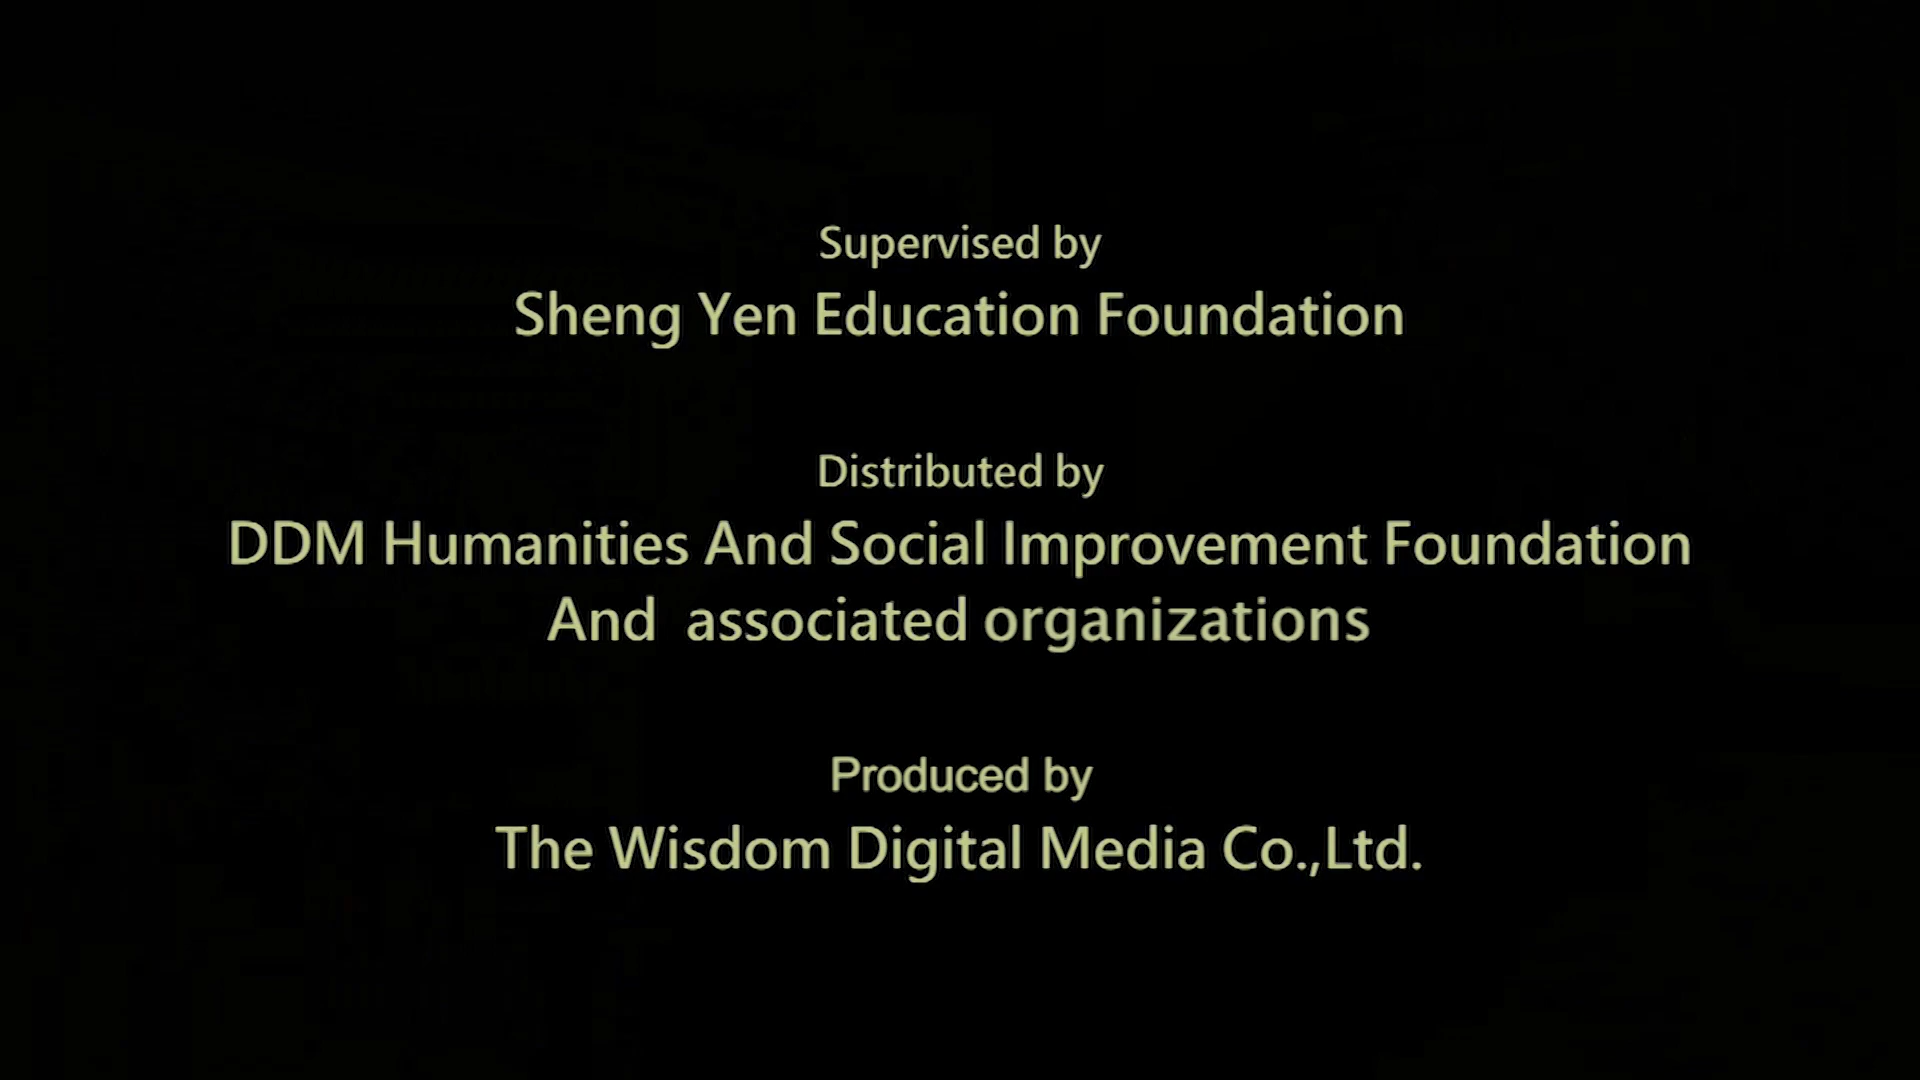 Supervised by
Sheng Yen Education Foundation
Distributed by
DDM Humanities And Social Improvement Foundation
And  associated organizations
Produced by
The Wisdom Digital Media Co.,Ltd.